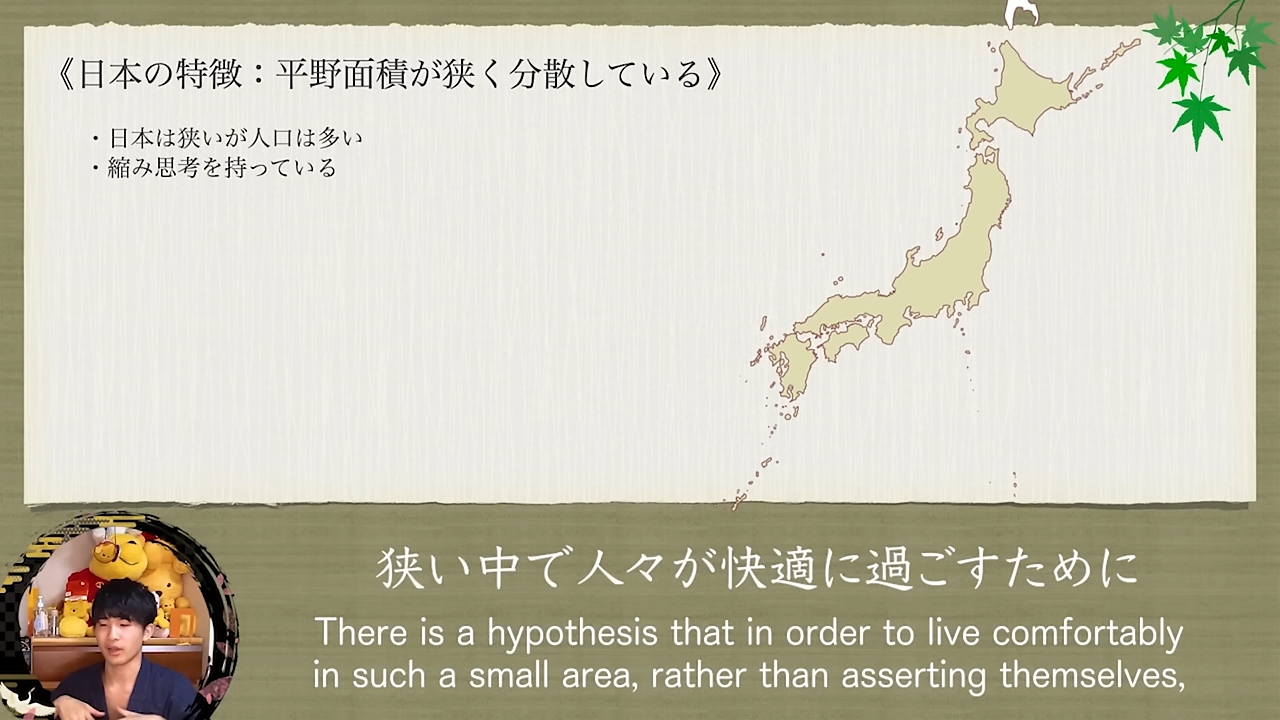 《日本の特徴：平野面積が狭く分散している》
・日本は狭いが人口は多い
・縮み思考を持っている
狭い中で人々が快適に過ごすために
There is a hypothesis that in order to live comfortably
in such a small area, rather than asserting themselves,